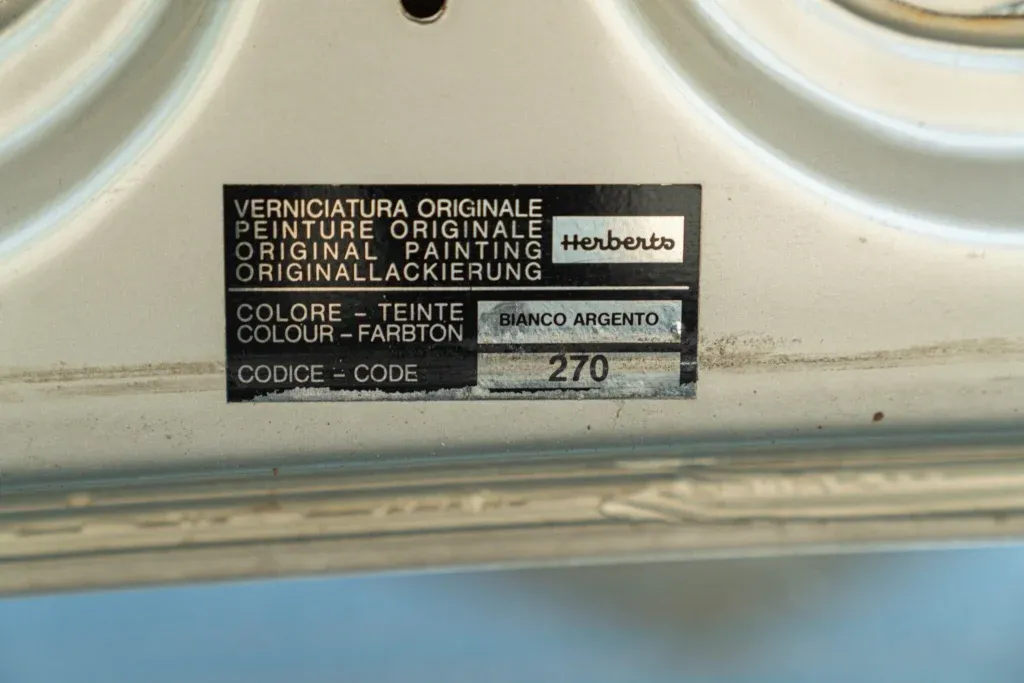 VERNICIATURA ORIGINALE
PEINTURE ORIGINALE
ORIGINAL PAINTING
ORIGINALLACKIERUNG
Herberts
COLORE - TEINTE
COLOUR - FARBTON
BIANCO ARGENTO
CODICE - CODE
270